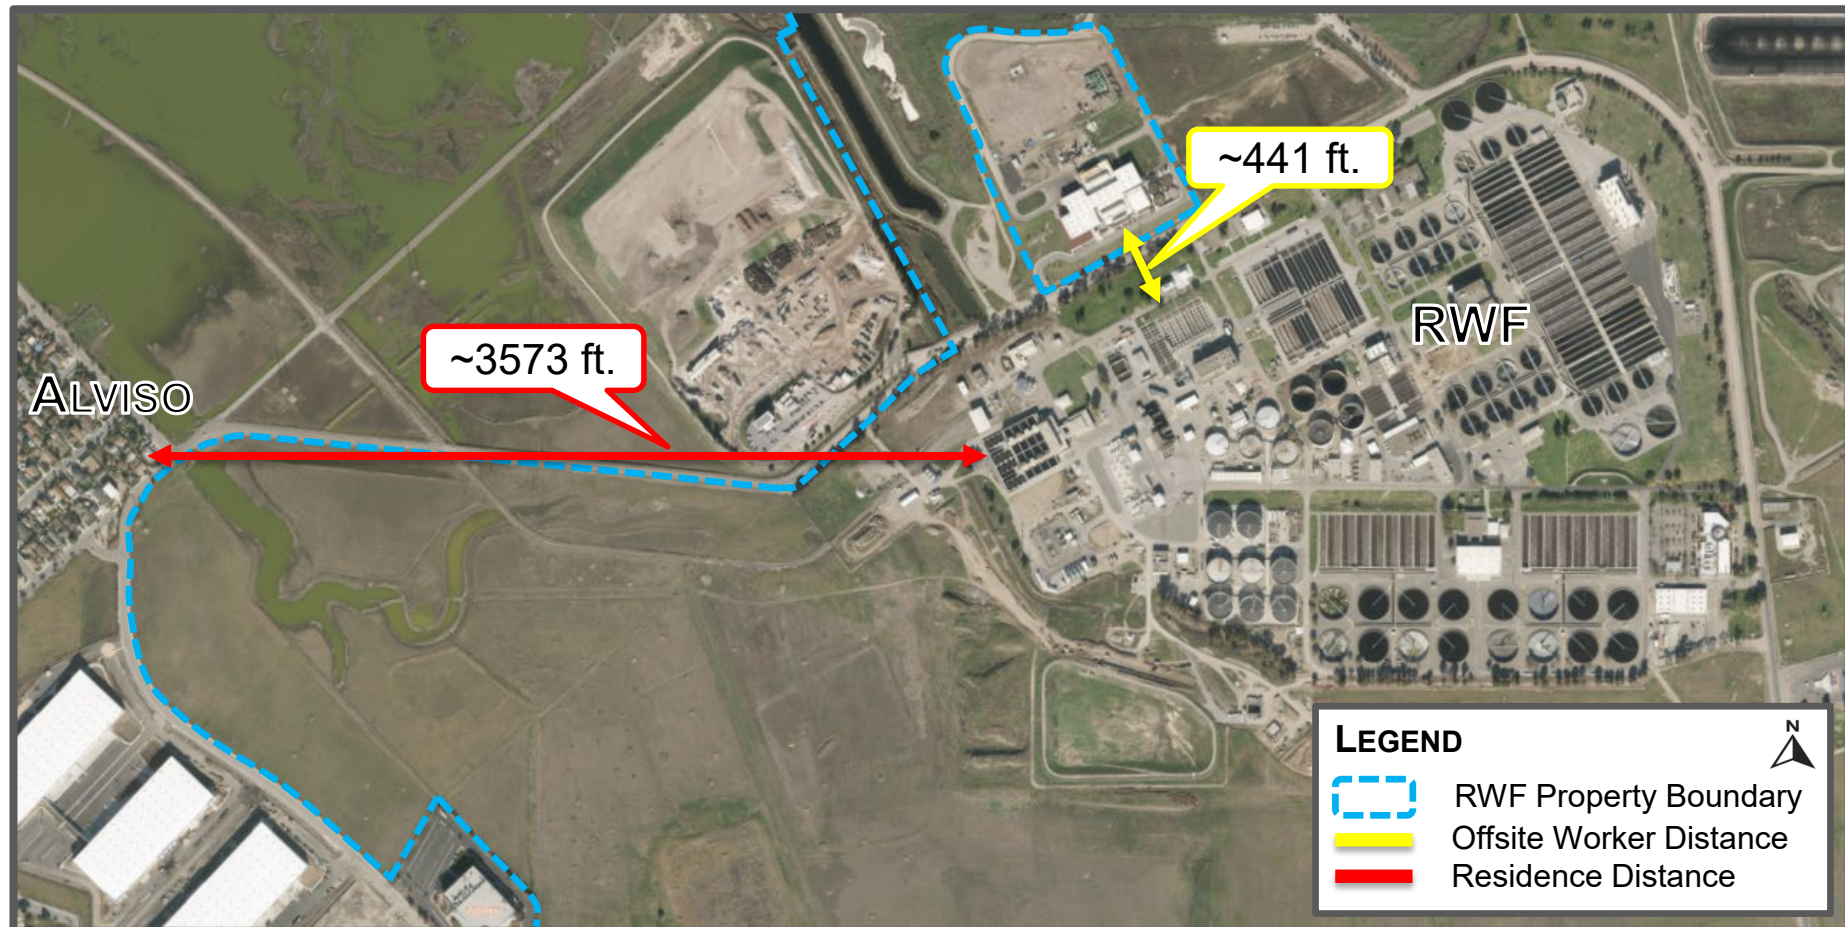 ~441 ft.
RWF
~3573 ft.
ALVISO
LEGEND
N
RWF Property Boundary
Offsite Worker Distance
Residence Distance